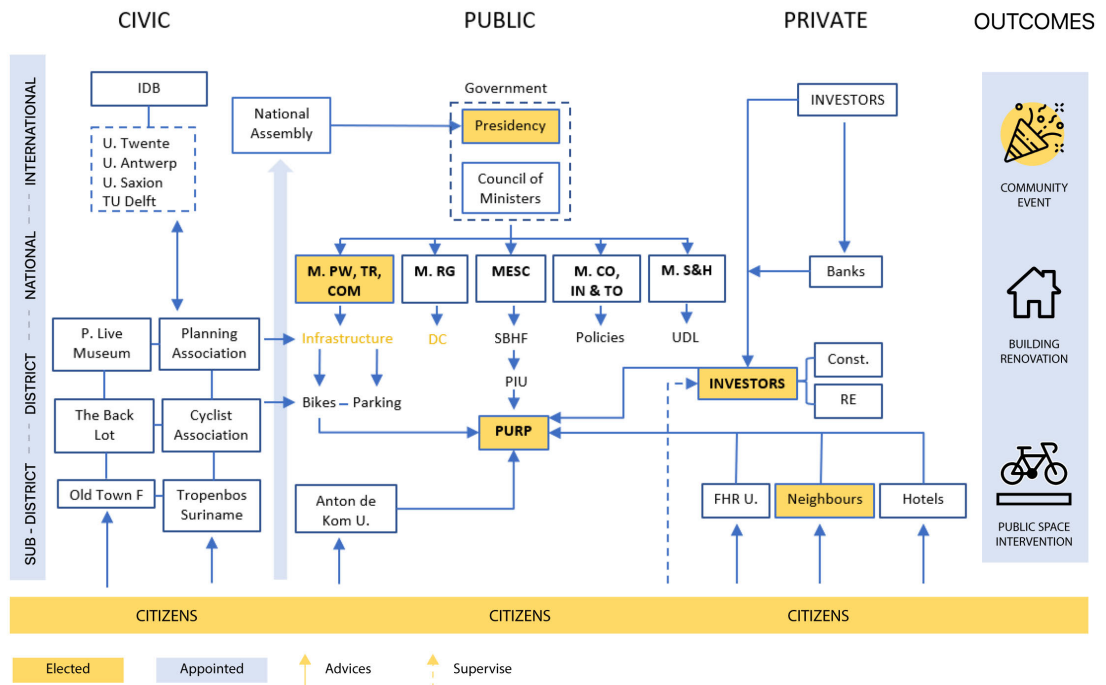 CIVIC
PUBLIC
PRIVATE
OUTCOMES
SUB - DISTRICT --- DISTRICT --- NATIONAL --- INTERNATIONAL
IDB
U. Twente
U. Antwerp
U. Saxion
TU Delft
National
Assembly
Government
Presidency
Council of
Ministers
INVESTORS
Banks
M. PW, TR,
COM
M. RG
MESC
M. CO,
IN & TO
M. S&H
Infrastructure
DC
SBHF
Policies
UDL
P. Live
Museum
Planning
Association
PIU
Bikes
Parking
The Back
Lot
Cyclist
Association
PURP
INVESTORS
Const.
RE
Old Town F
Tropenbos
Suriname
Anton de
Kom U.
FHR U.
Neighbours
Hotels
COMMUNITY
EVENT
BUILDING
RENOVATION
PUBLIC SPACE
INTERVENTION
CITIZENS
CITIZENS
CITIZENS
Elected
Appointed
Advices
Supervise